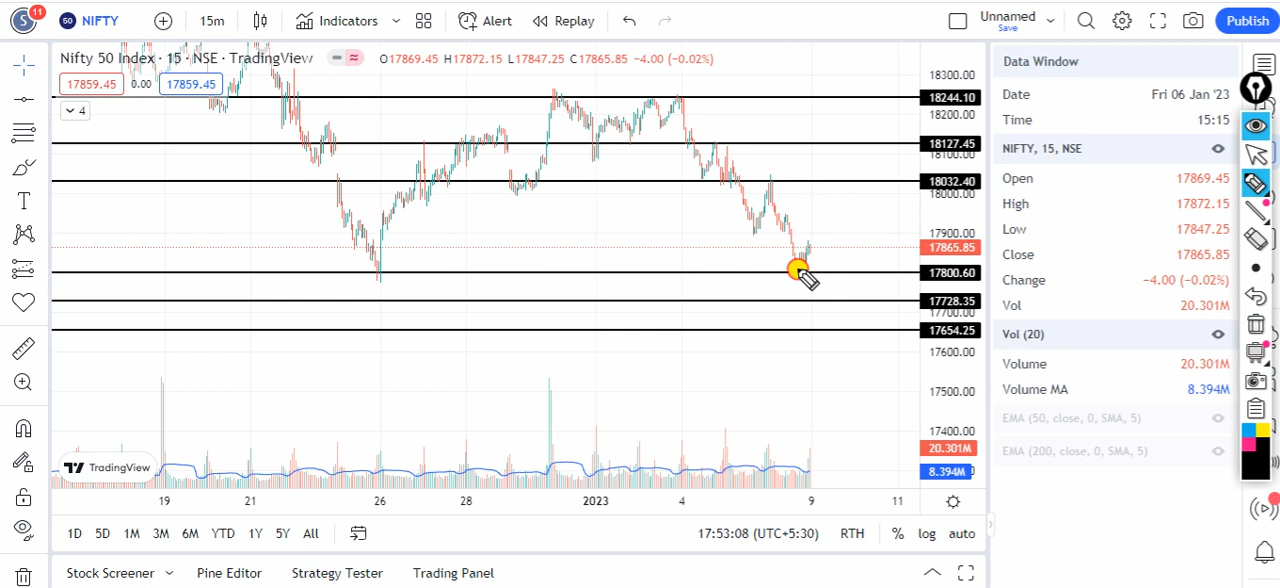 S 11 50 NIFTY 15m Indicators Alert Replay Unnamed Save Publish
Nifty 50 Index · 15 · NSE · TradingView O17869.45 H17872.15 L17847.25 C17865.85 −4.00 (−0.02%)
17859.45 0.00 17859.45
4
18300.00
18244.10
18200.00
18127.45
18100.00
18032.40
18000.00
17900.00
17865.85
17800.60
17728.35
17700.00
17654.25
17600.00
17500.00
17400.00
20.301M
8.394M
TradingView
19 21 26 28 2023 4 9 11
1D 5D 1M 3M 6M YTD 1Y 5Y All 17:53:08 (UTC+5:30) RTH % log auto
Stock Screener Pine Editor Strategy Tester Trading Panel
Data Window
Date Fri 06 Jan '23
Time 15:15
NIFTY, 15, NSE
Open 17869.45
High 17872.15
Low 17847.25
Close 17865.85
Change −4.00 (−0.02%)
Vol 20.301M
Vol (20)
Volume 20.301M
Volume MA 8.394M
EMA (50, close, 0, SMA, 5)
EMA (200, close, 0, SMA, 5)